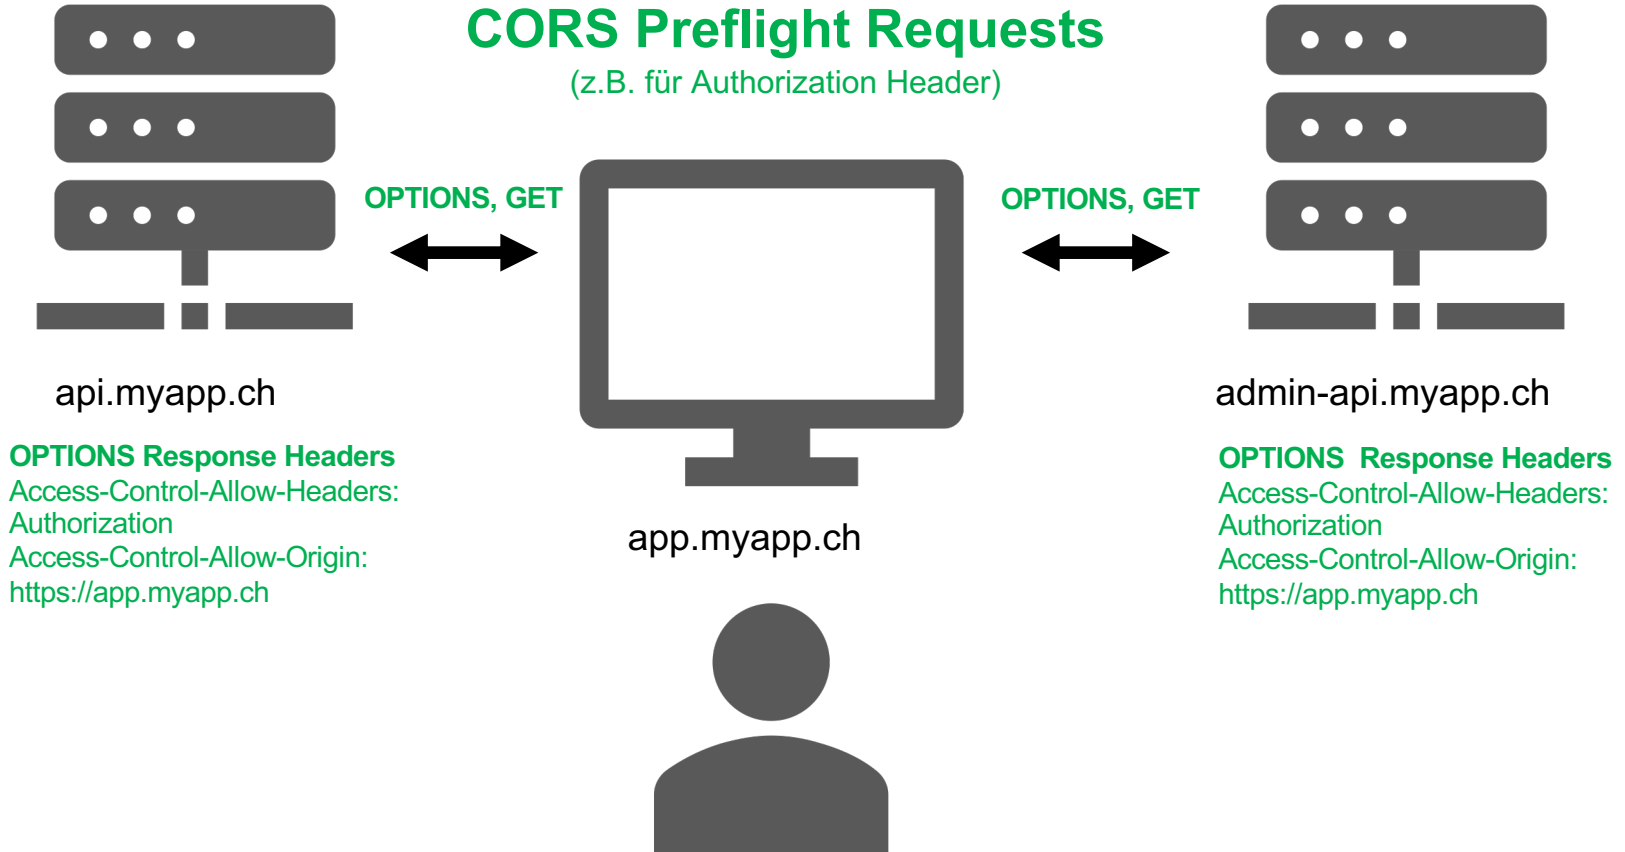 CORS Preflight Requests
(z.B. für Authorization Header)
OPTIONS, GET
OPTIONS, GET
api.myapp.ch
OPTIONS Response Headers
Access-Control-Allow-Headers:
Authorization
Access-Control-Allow-Origin:
https://app.myapp.ch
app.myapp.ch
admin-api.myapp.ch
OPTIONS  Response Headers
Access-Control-Allow-Headers:
Authorization
Access-Control-Allow-Origin:
https://app.myapp.ch